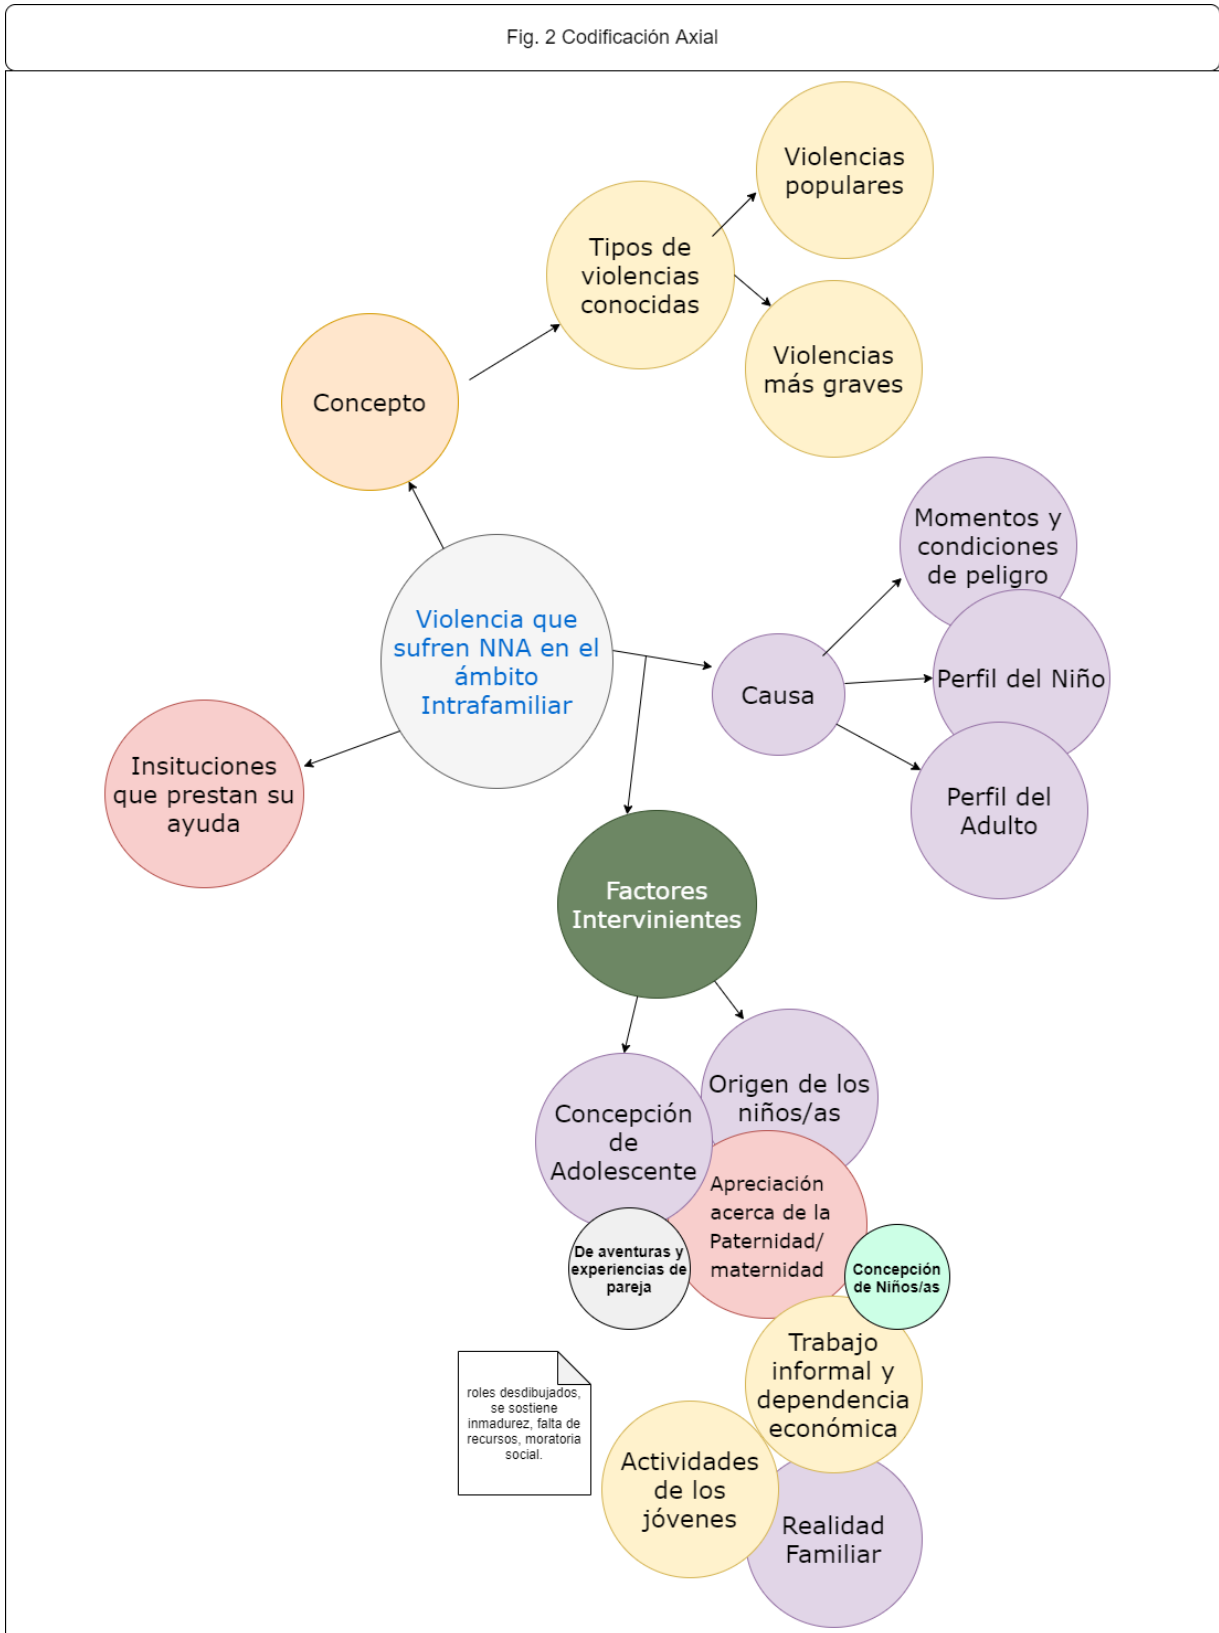 Fig. 2 Codificación Axial
Violencias
populares
Tipos de
violencias
conocidas
Violencias
más graves
Concepto
Momentos y
condiciones
de peligro
Violencia que
sufren NNA en el
ámbito
Intrafamiliar
Causa
Perfil del Niño
Perfil del
Adulto
Insituciones
que prestan su
ayuda
Factores
Intervinientes
Origen de los
niños/as
Concepción
de
Adolescente
Apreciación
acerca de la
Paternidad/
maternidad
De aventuras y
experiencias de
pareja
Concepción
de Niños/as
Trabajo
informal y
dependencia
económica
roles desdibujados,
se sostiene
inmadurez, falta de
recursos, moratoria
social.
Actividades
de los
jóvenes
Realidad
Familiar